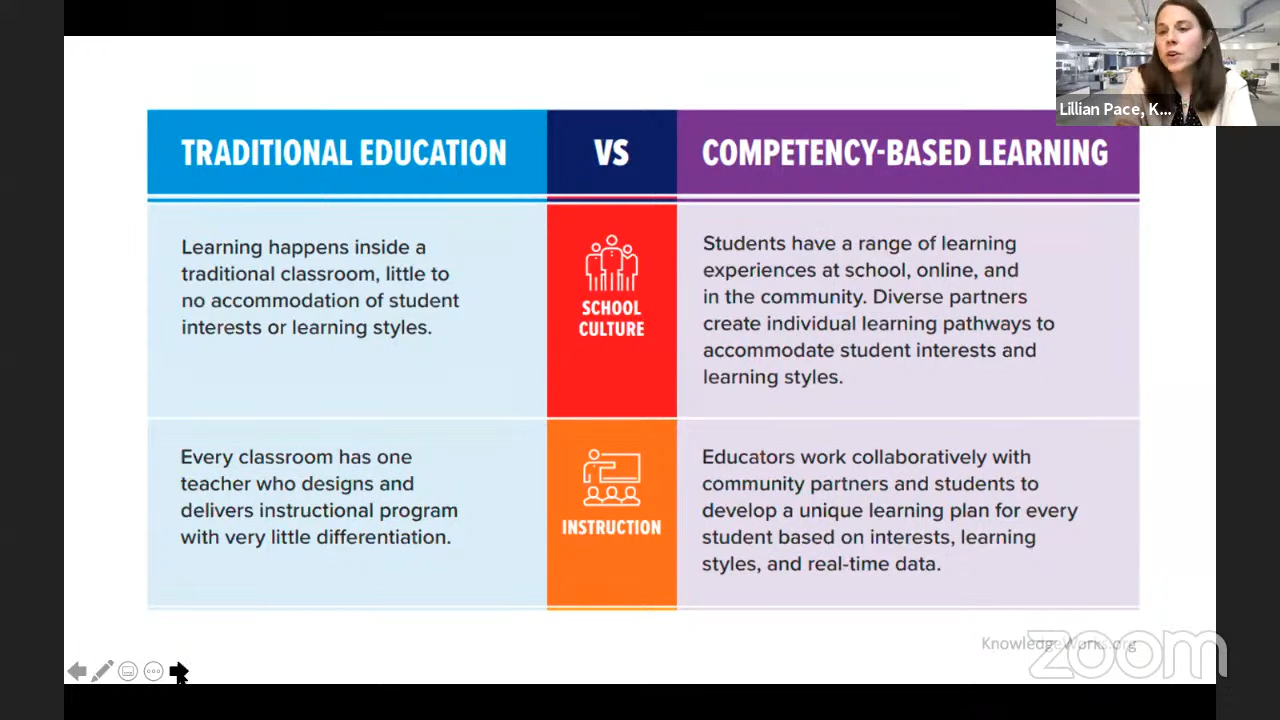 Lillian Pace, K...
TRADITIONAL EDUCATION
VS
COMPETENCY-BASED LEARNING
Learning happens inside a
traditional classroom, little to
no accommodation of student
interests or learning styles.
SCHOOL
CULTURE
Students have a range of learning
experiences at school, online, and
in the community. Diverse partners
create individual learning pathways to
accommodate student interests and
learning styles.
Every classroom has one
teacher who designs and
delivers instructional program
with very little differentiation.
INSTRUCTION
Educators work collaboratively with
community partners and students to
develop a unique learning plan for every
student based on interests, learning
styles, and real-time data.
KnowledgeWorks.org
zoom